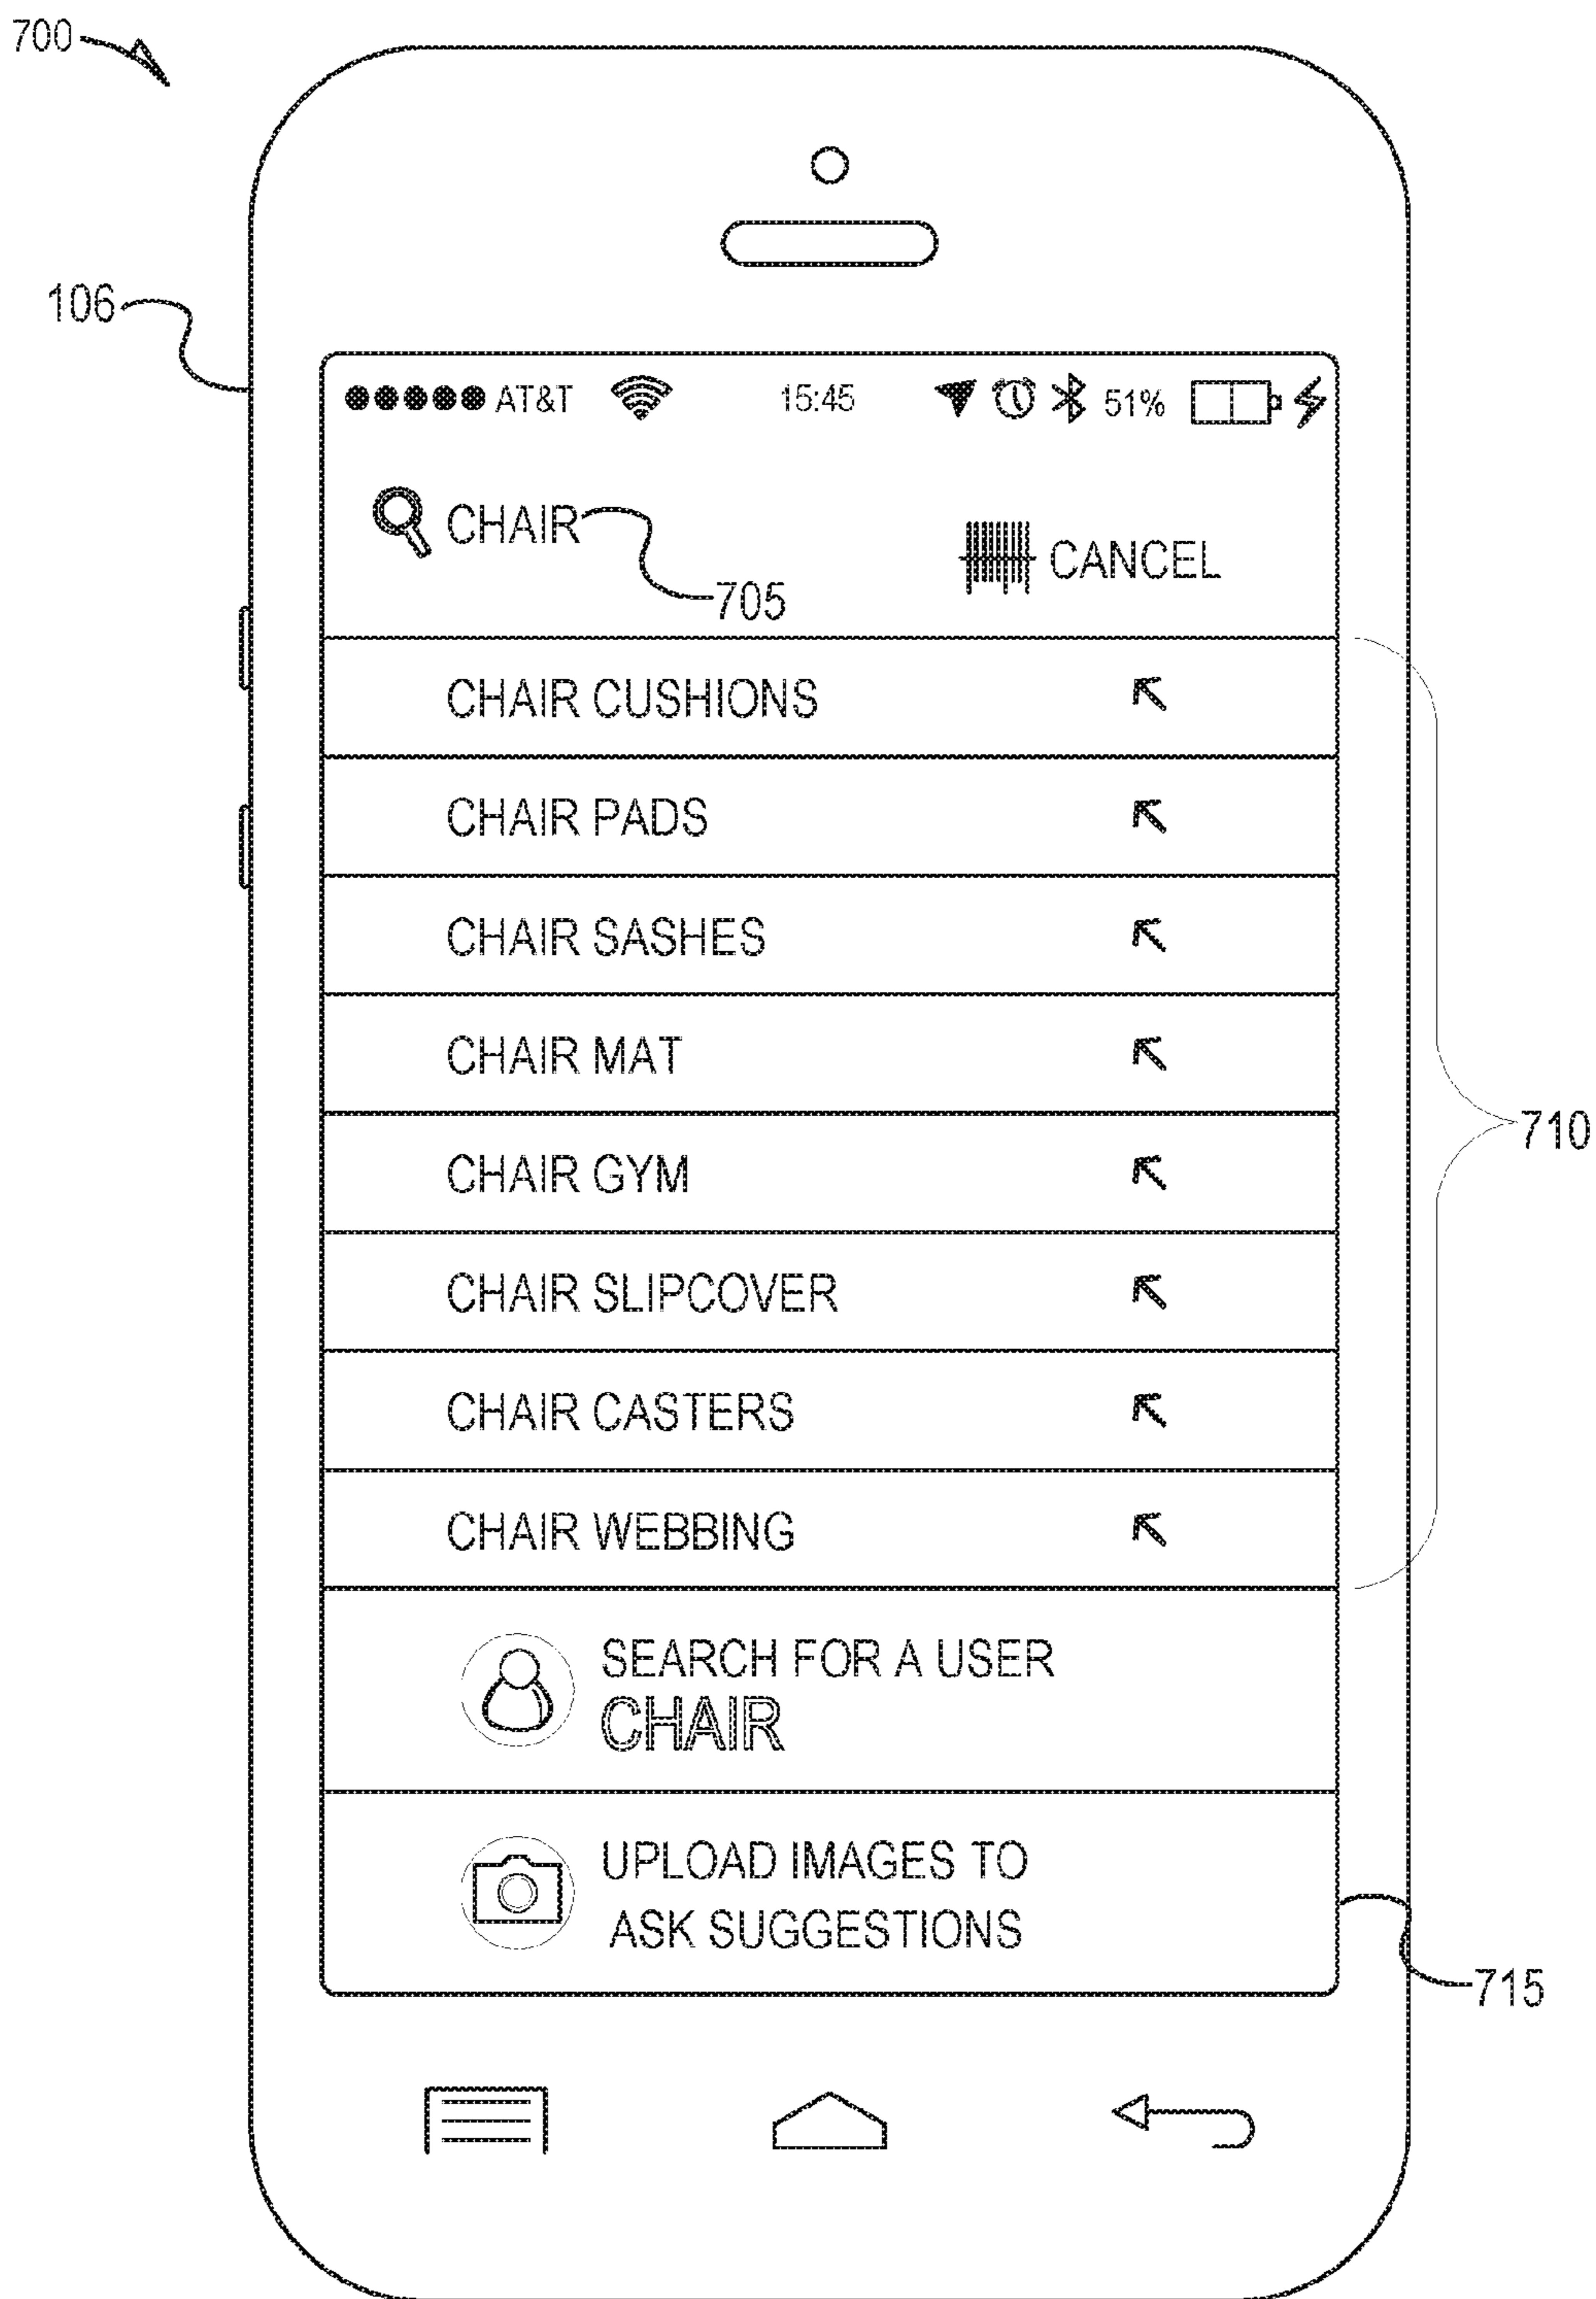 700
106
AT&T 15:45 51%
CHAIR
CANCEL
705
CHAIR CUSHIONS
CHAIR PADS
CHAIR SASHES
CHAIR MAT
710
CHAIR GYM
CHAIR SLIPCOVER
CHAIR CASTERS
CHAIR WEBBING
SEARCH FOR A USER
CHAIR
UPLOAD IMAGES TO
ASK SUGGESTIONS
715